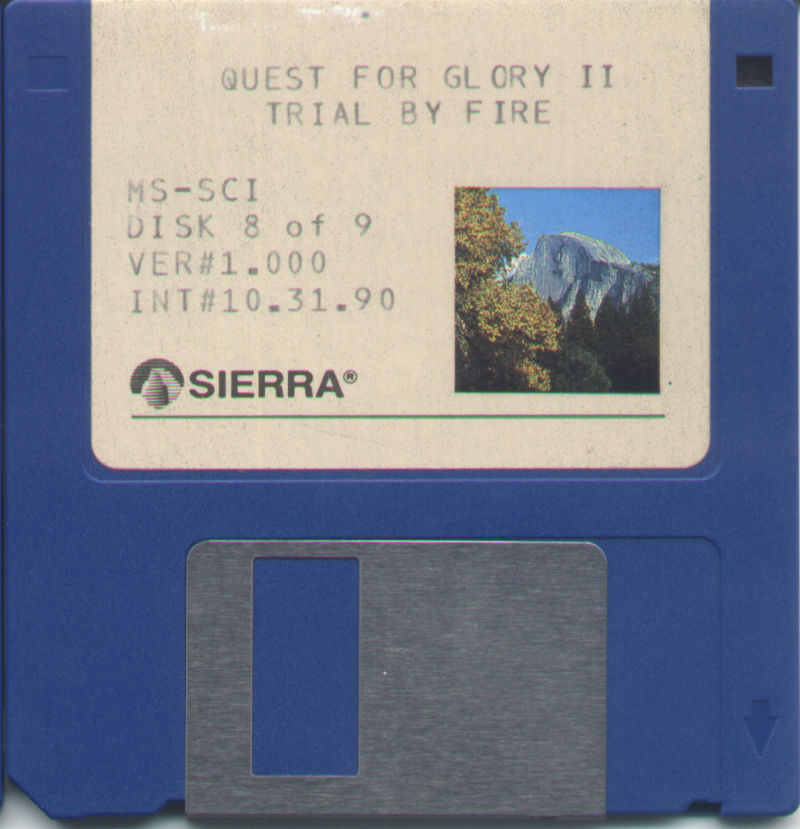 QUEST FOR GLORY II
TRIAL BY FIRE
MS-SCI
DISK 8 of 9
VER#1.000
INT#10.31.90
SIERRA®